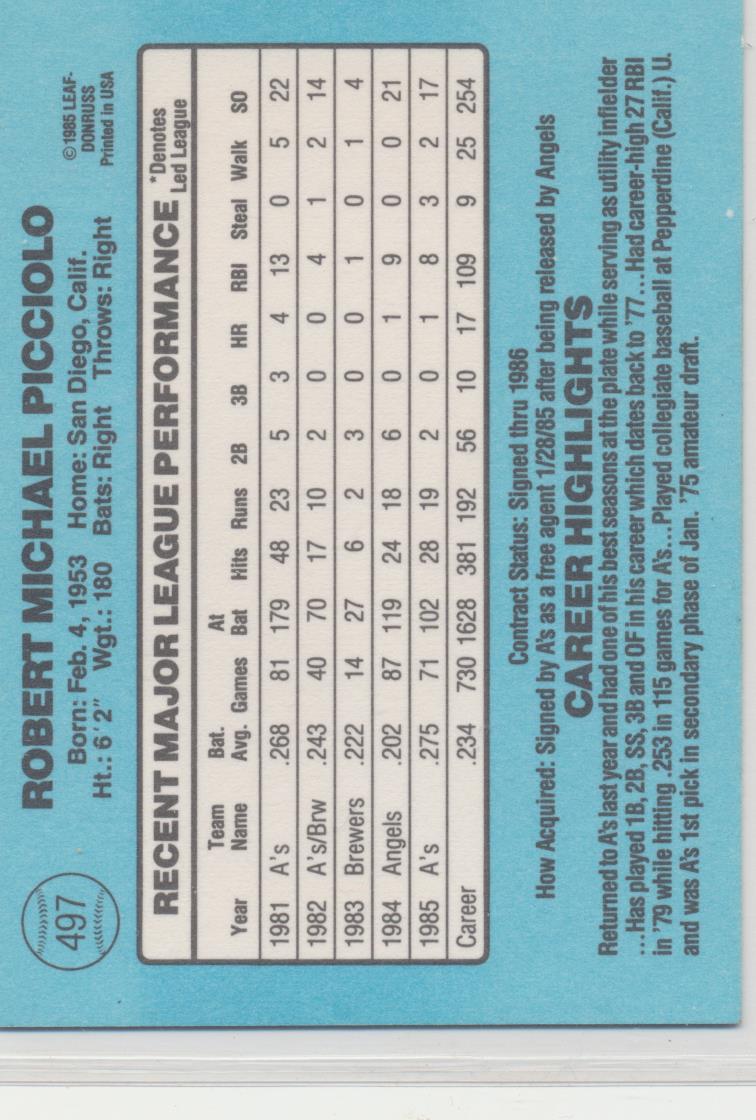 497
ROBERT MICHAEL PICCIOLO
Born: Feb. 4, 1953 Home: San Diego, Calif.
Ht.: 6'2" Wgt.: 180 Bats: Right Throws: Right
©1985 LEAF-
DONRUSS
Printed in USA
RECENT MAJOR LEAGUE PERFORMANCE
*Denotes
Led League
Year Team Name Bat. Avg. Games At Bat Hits Runs 2B 3B HR RBI Steal Walk SO
1981 A's .268 81 179 48 23 5 3 4 13 0 5 22
1982 A's/Brw .243 40 70 17 10 2 0 0 4 1 2 14
1983 Brewers .222 14 27 6 2 3 0 0 1 0 1 4
1984 Angels .202 87 119 24 18 6 0 1 9 0 0 21
1985 A's .275 71 102 28 19 2 0 1 8 3 2 17
Career .234 730 1628 381 192 56 10 17 109 9 25 254
Contract Status: Signed thru 1986
How Acquired: Signed by A's as a free agent 1/28/85 after being released by Angels
CAREER HIGHLIGHTS
Returned to A's last year and had one of his best seasons at the plate while serving as utility infielder
...Has played 1B, 2B, SS, 3B and OF in his career which dates back to '77...Had career-high 27 RBI
in '79 while hitting .253 in 115 games for A's...Played collegiate baseball at Pepperdine (Calif.) U.
and was A's 1st pick in secondary phase of Jan. '75 amateur draft.